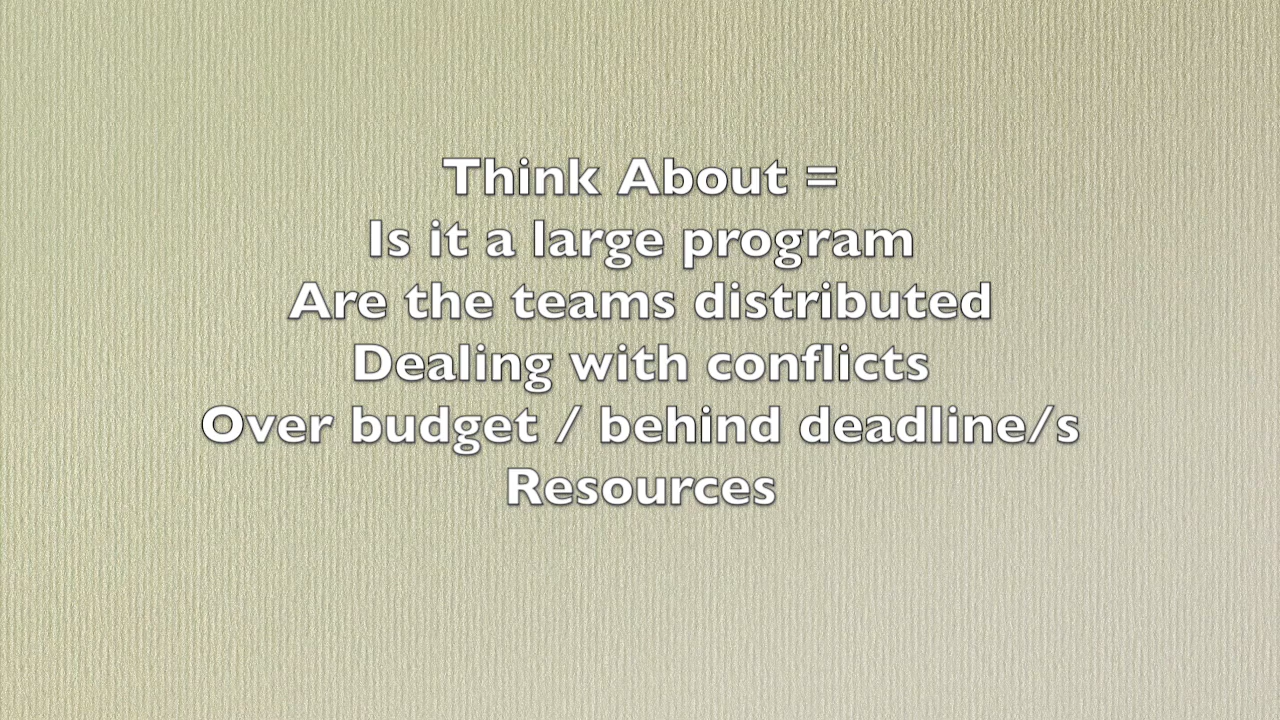 Think About =
Is it a large program
Are the teams distributed
Dealing with conflicts
Over budget / behind deadline/s
Resources